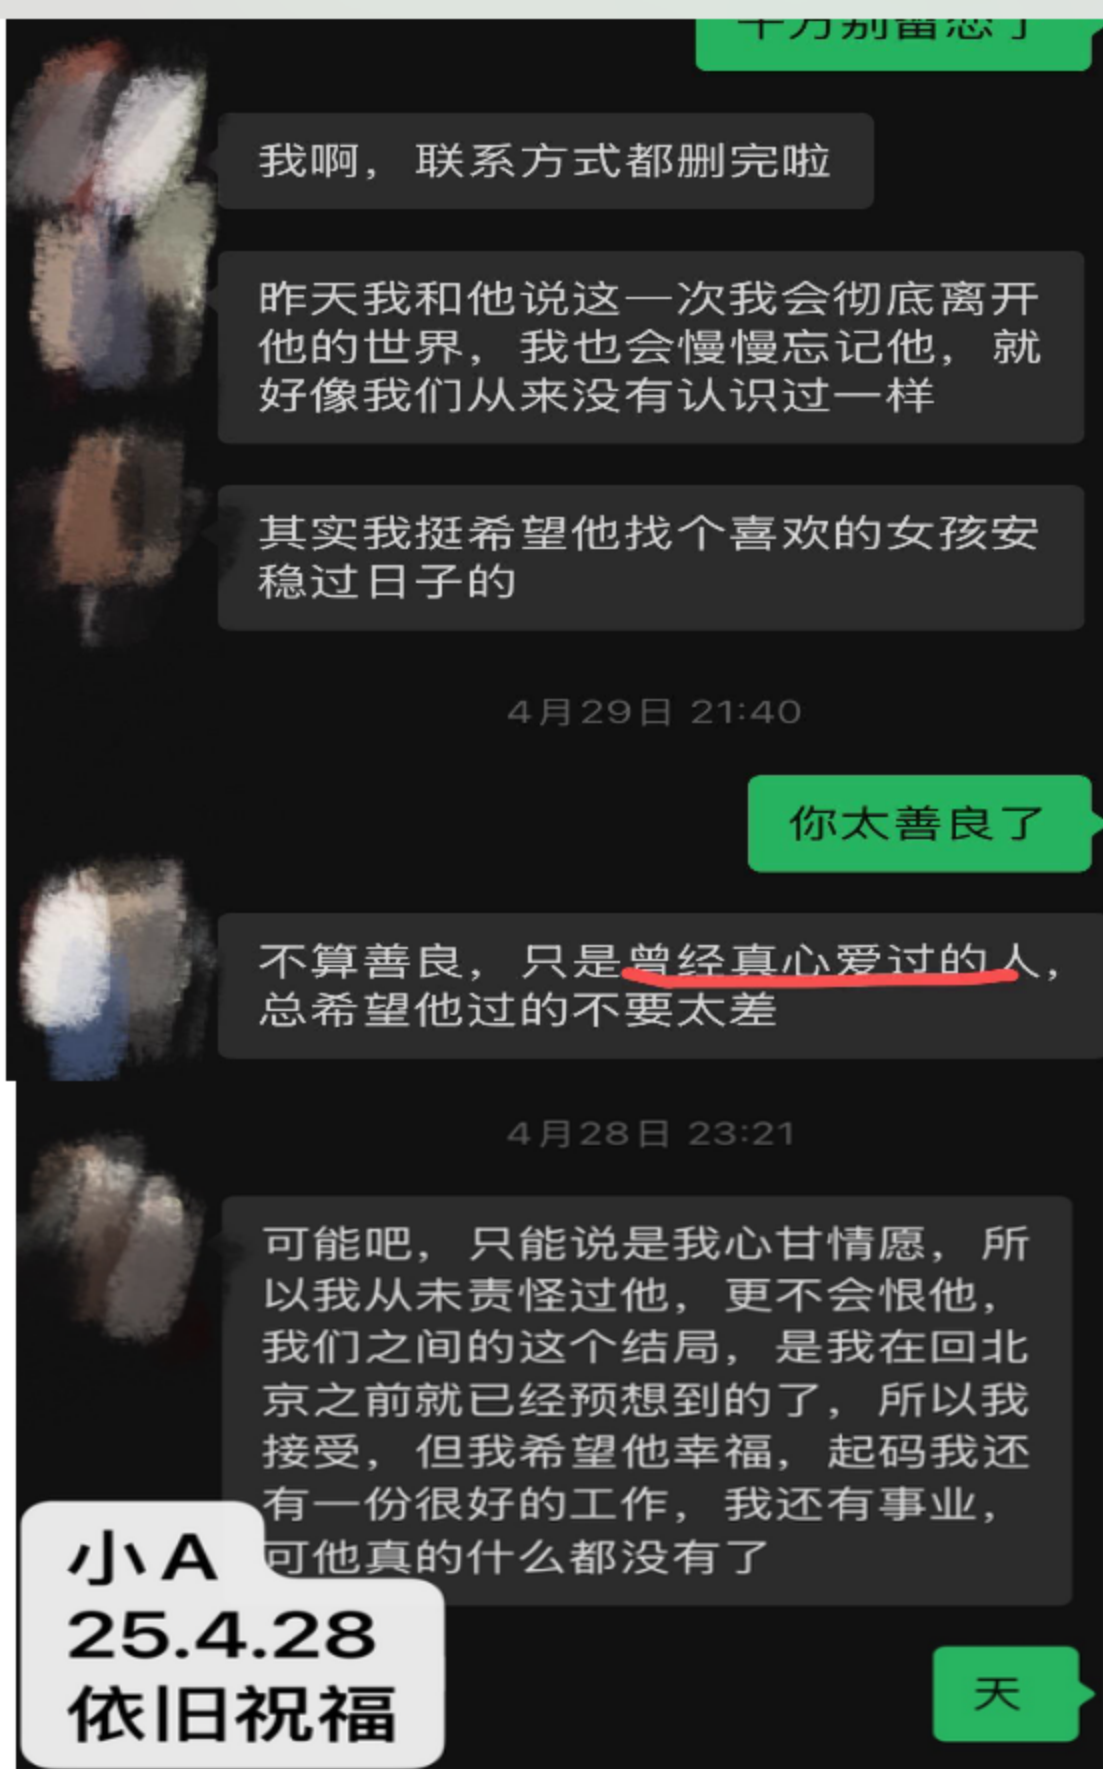 千万别留恋了
我啊，联系方式都删完啦
昨天我和他说这一次我会彻底离开
他的世界，我也会慢慢忘记他，就
好像我们从来没有认识过一样
其实我挺希望他找个喜欢的女孩安
稳过日子的
4月29日 21:40
你太善良了
不算善良，只是曾经真心爱过的人，
总希望他过的不要太差
4月28日 23:21
可能吧，只能说是我心甘情愿，所
以我从未责怪过他，更不会恨他，
我们之间的这个结局，是我在回北
京之前就已经预想到的了，所以我
接受，但我希望他幸福，起码我还
有一份很好的工作，我还有事业，
可他真的什么都没有了
小A
25.4.28
依旧祝福
天